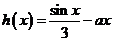 h(x) = sin x / 3 − ax